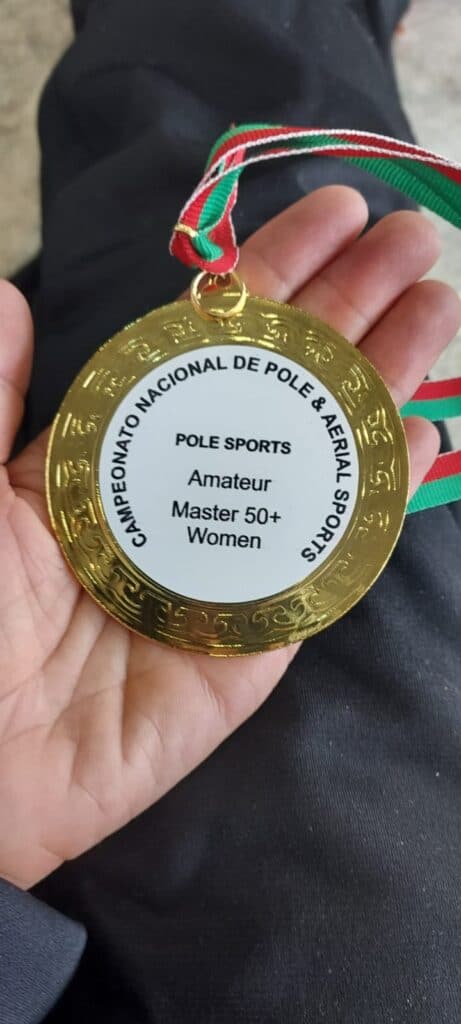 CAMPEONATO NACIONAL DE POLE & AERIAL SPORTS
POLE SPORTS
Amateur
Master 50+
Women